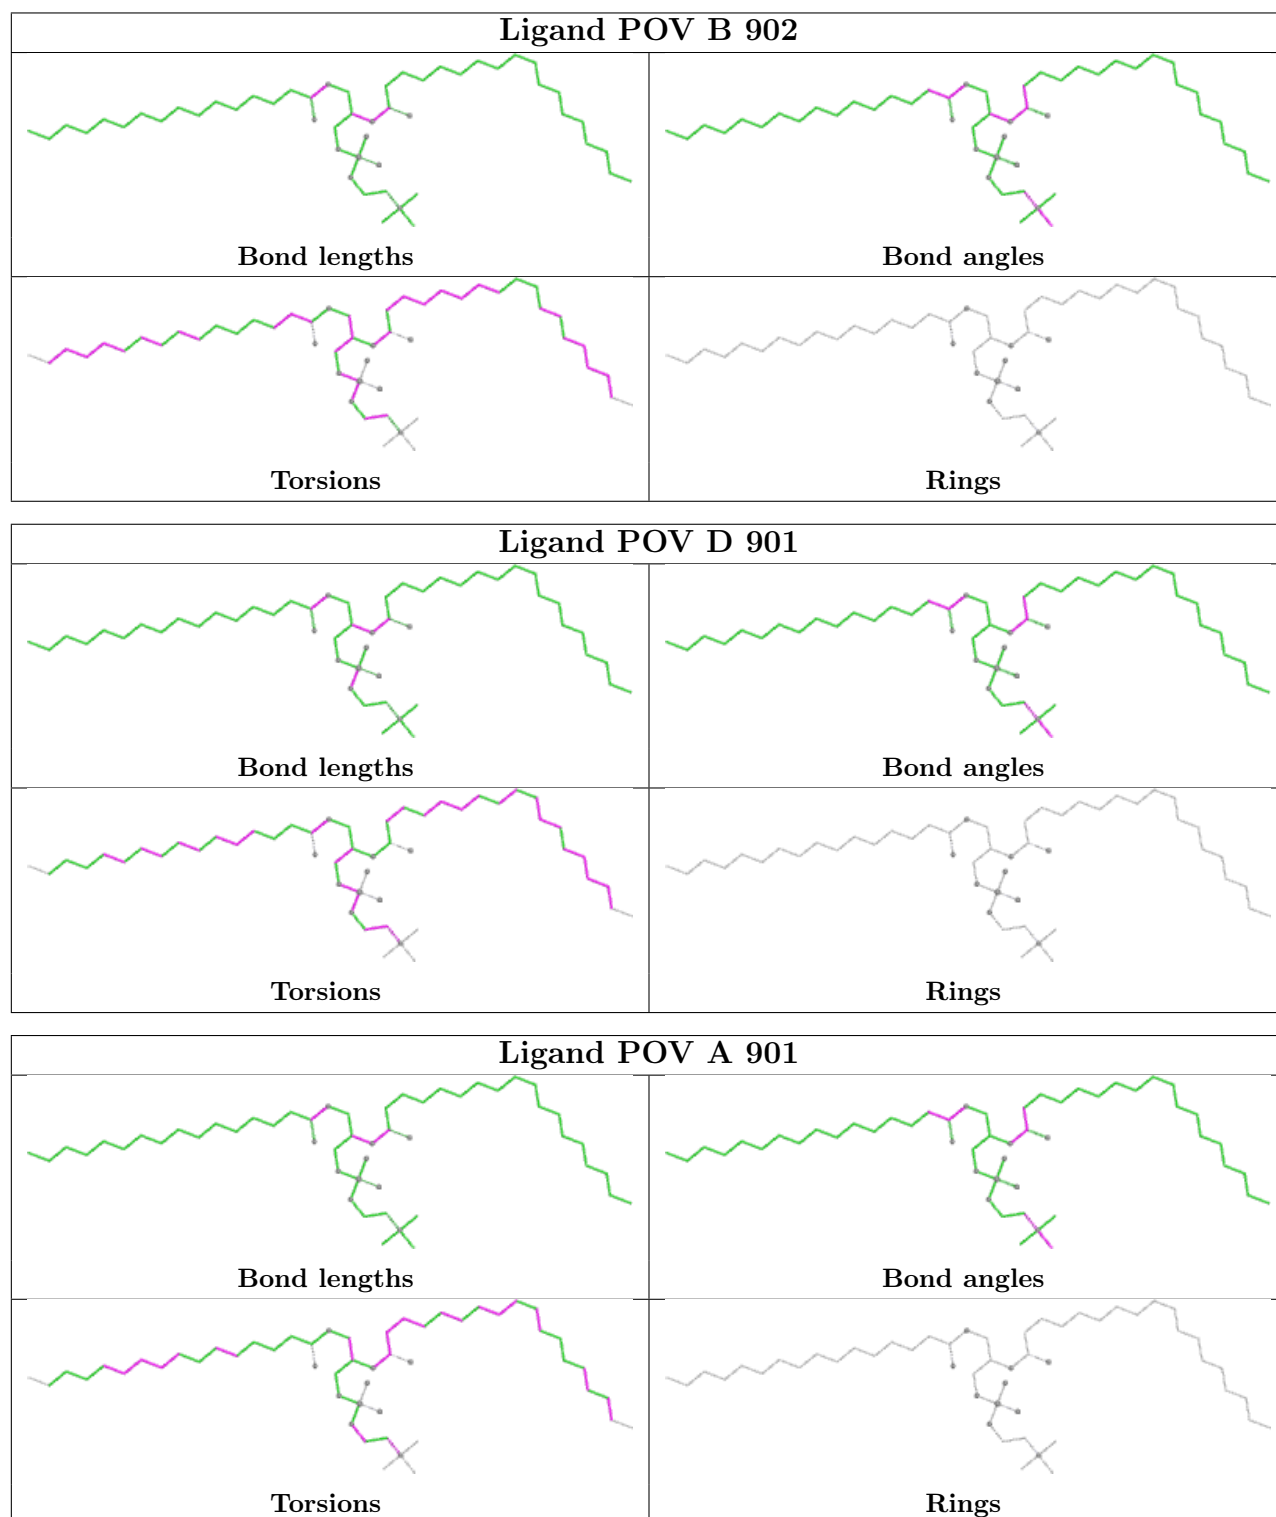 Ligand POV B 902
Bond lengths
Bond angles
Torsions
Rings
Ligand POV D 901
Bond lengths
Bond angles
Torsions
Rings
Ligand POV A 901
Bond lengths
Bond angles
Torsions
Rings